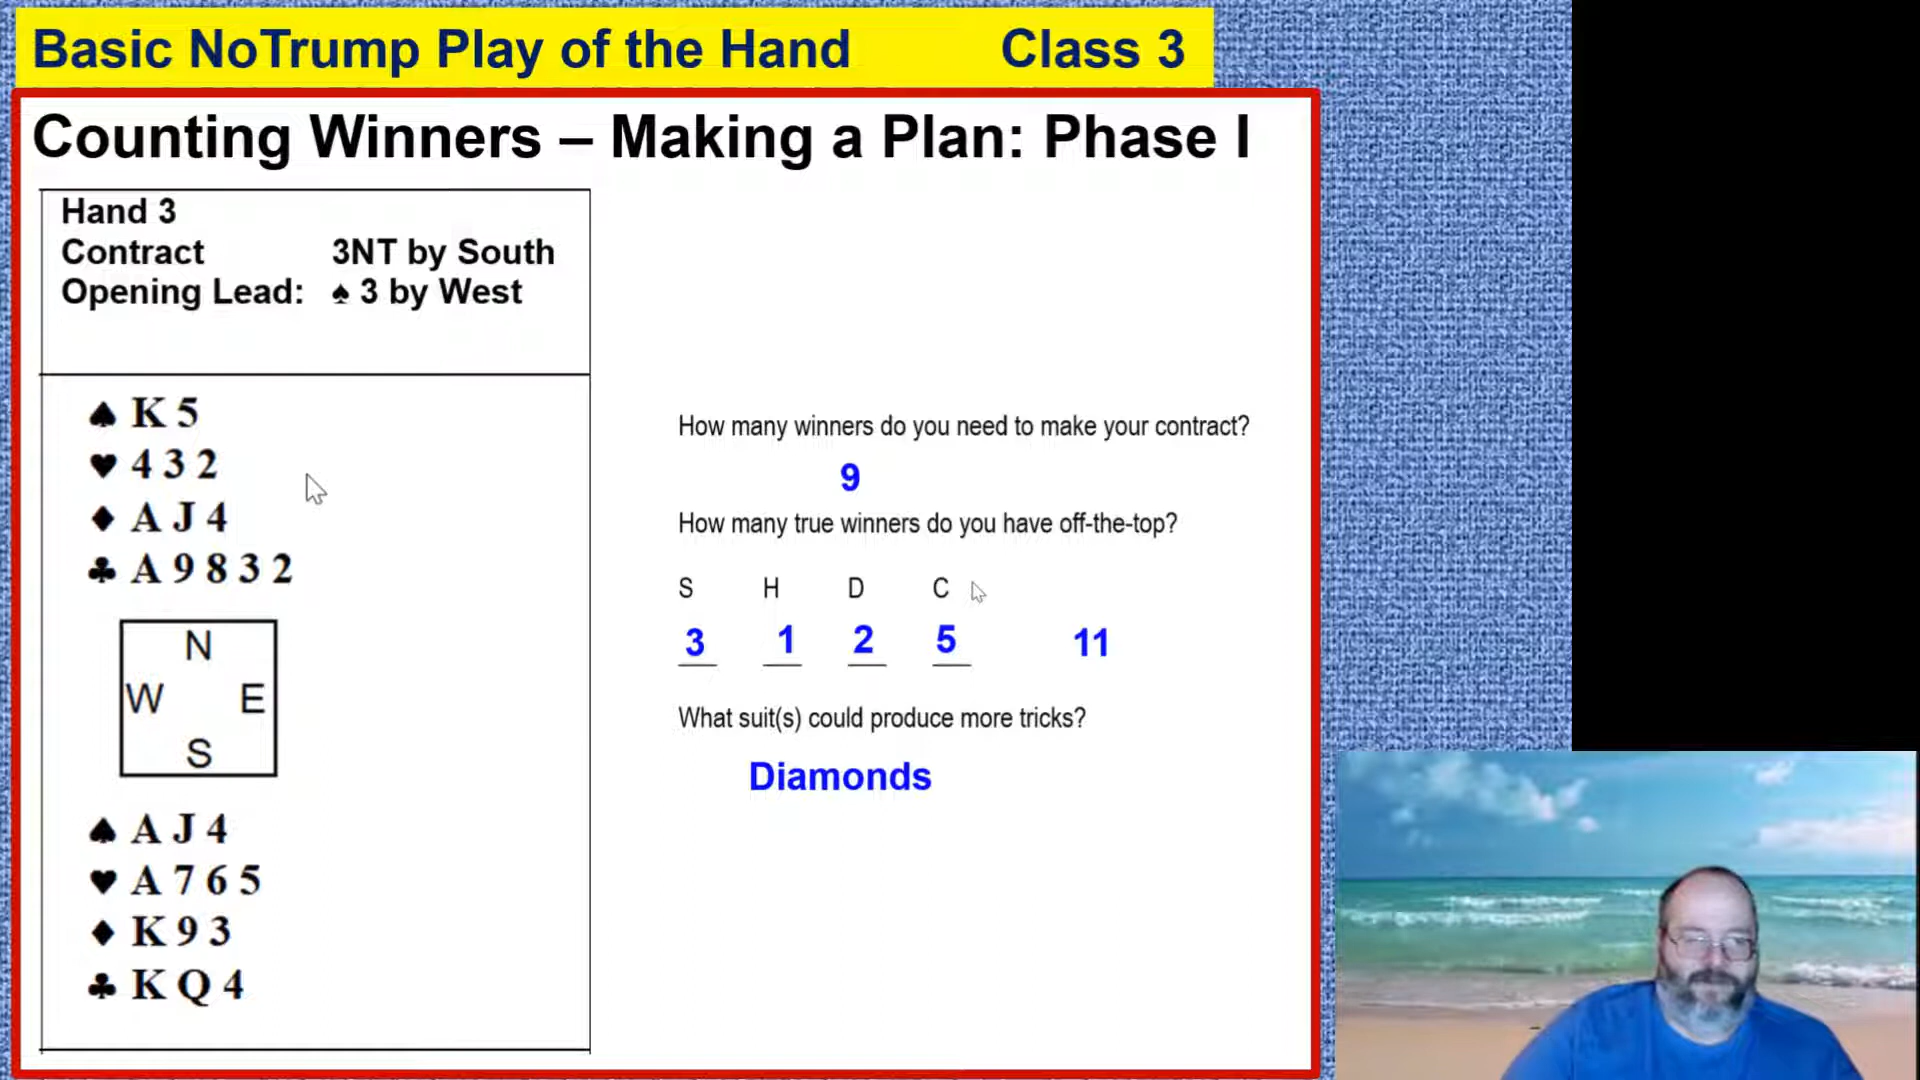 Basic NoTrump Play of the Hand Class 3
Counting Winners – Making a Plan: Phase I
Hand 3
Contract 3NT by South
Opening Lead: ♠ 3 by West
♠ K 5
♥ 4 3 2
♦ A J 4
♣ A 9 8 3 2
N
W E
S
♠ A J 4
♥ A 7 6 5
♦ K 9 3
♣ K Q 4
How many winners do you need to make your contract?
9
How many true winners do you have off-the-top?
S H D C
3 1 2 5 11
What suit(s) could produce more tricks?
Diamonds